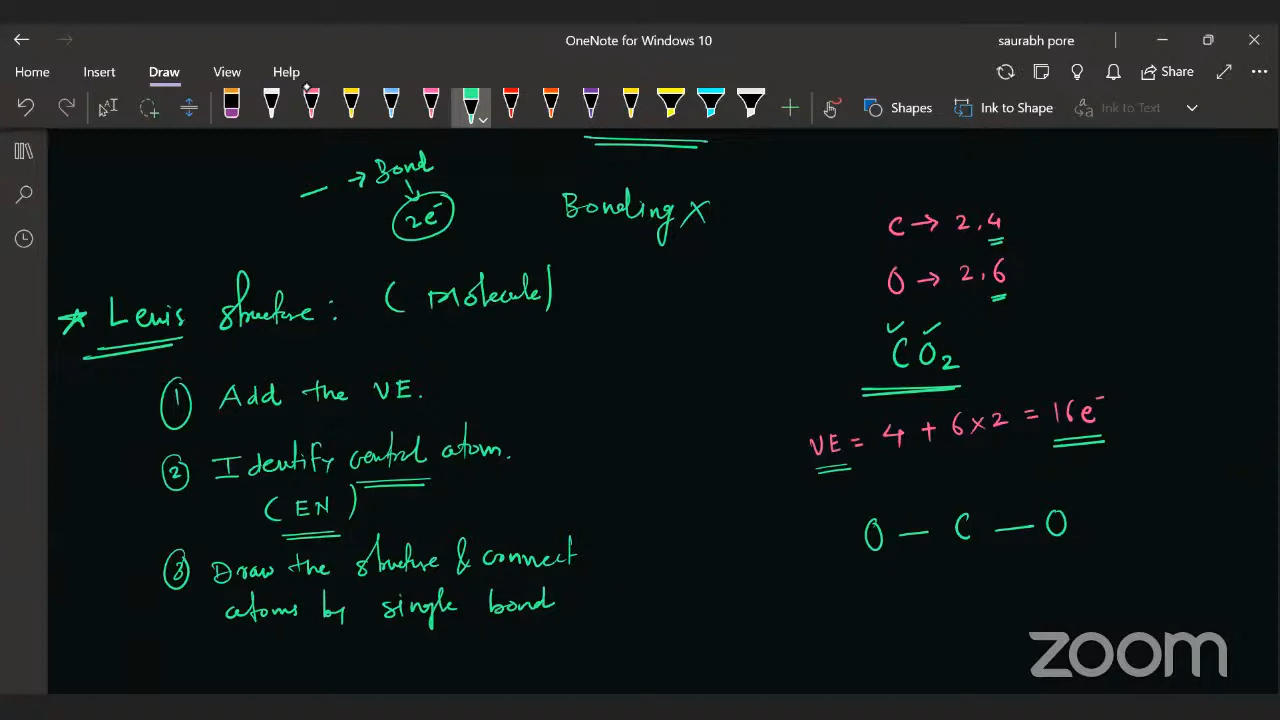 OneNote for Windows 10
saurabh pore
Home Insert Draw View Help
Share
Shapes
Ink to Shape
Ink to Text
— → Bond
2e⁻
Bonding X
* Lewis structure: (Molecule)
① Add the VE.
② Identify central atom.
(EN)
③ Draw the structure & connect
atoms by single bond
C → 2,4
O → 2,6
CO₂
VE = 4 + 6×2 = 16e⁻
O — C — O
zoom